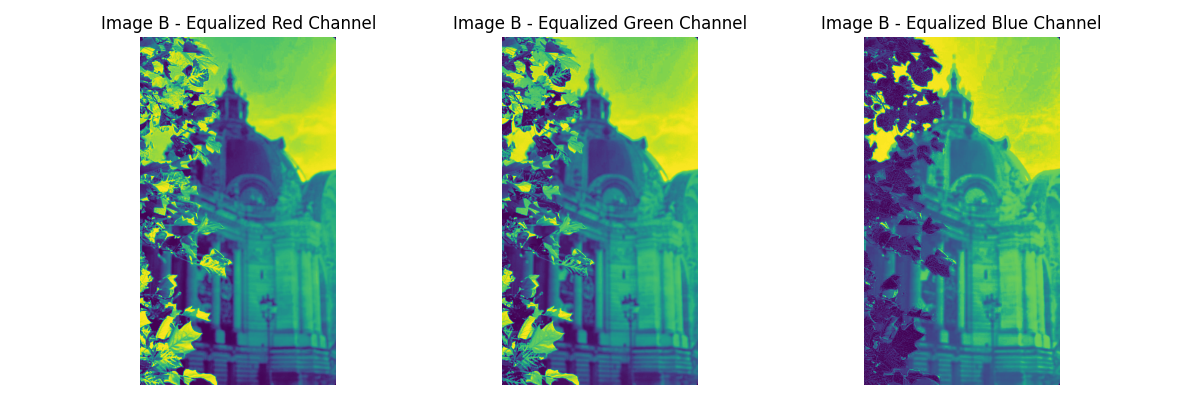 Image B - Equalized Red Channel
Image B - Equalized Green Channel
Image B - Equalized Blue Channel